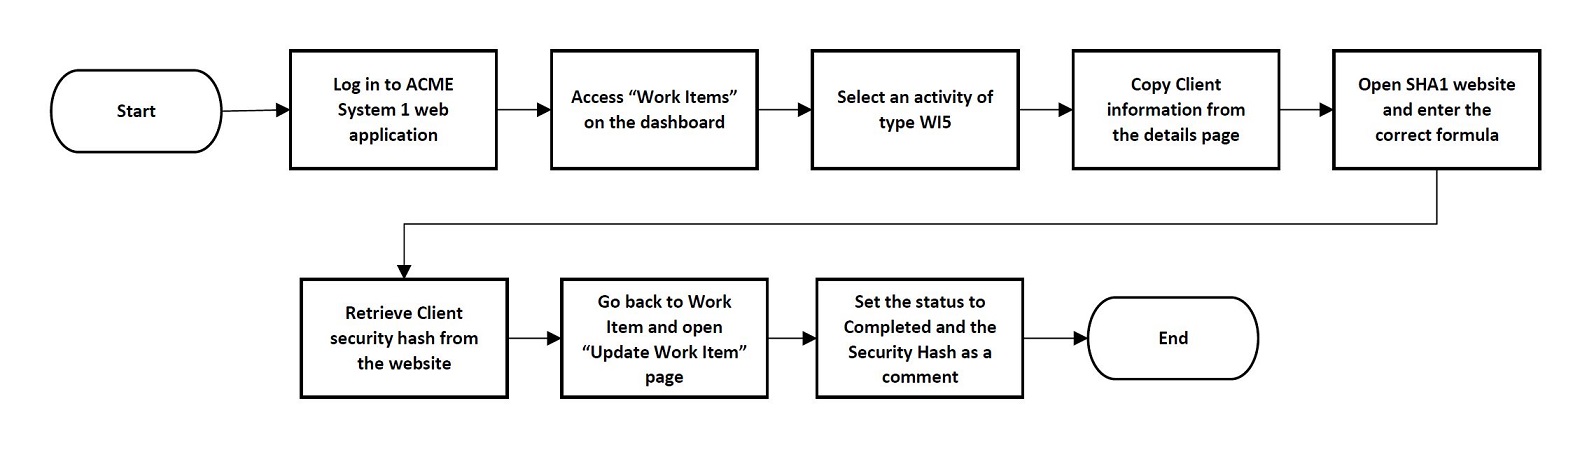 Start
Log in to ACME
System 1 web
application
Access “Work Items”
on the dashboard
Select an activity of
type WI5
Copy Client
information from
the details page
Open SHA1 website
and enter the
correct formula
Retrieve Client
security hash from
the website
Go back to Work
Item and open
“Update Work Item”
page
Set the status to
Completed and the
Security Hash as a
comment
End